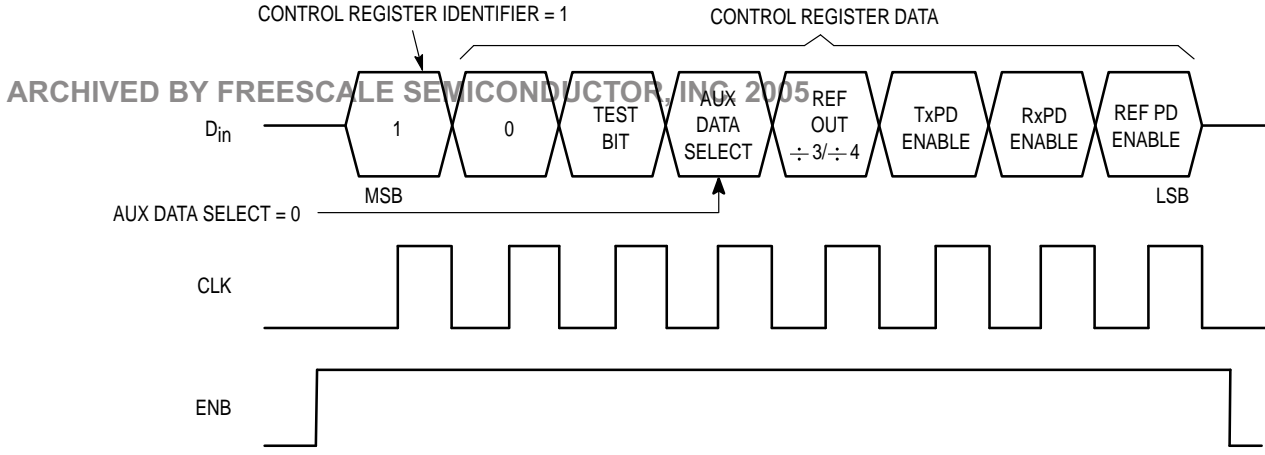 CONTROL REGISTER IDENTIFIER = 1
CONTROL REGISTER DATA
ARCHIVED BY FREESCALE SEMICONDUCTOR, INC. 2005
Din
1
0
TEST
BIT
AUX
DATA
SELECT
REF
OUT
÷3/÷4
TxPD
ENABLE
RxPD
ENABLE
REF PD
ENABLE
MSB
LSB
AUX DATA SELECT = 0
CLK
ENB